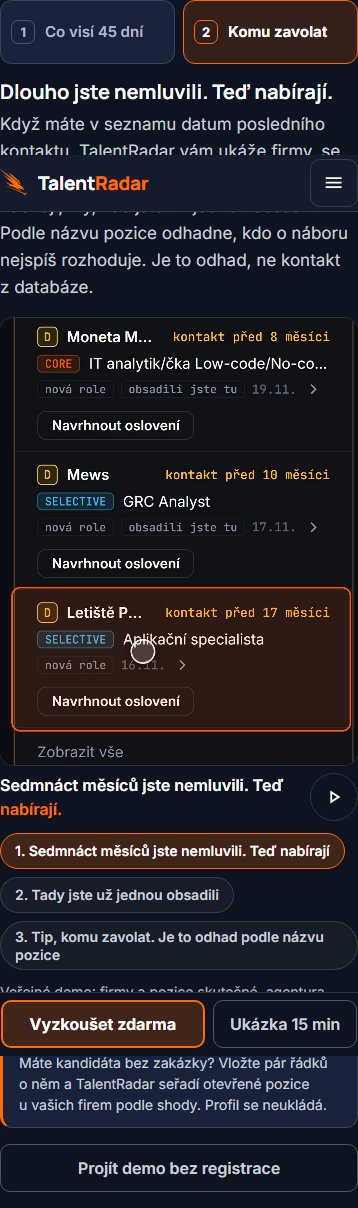 1 Co visí 45 dní
2 Komu zavolat
Dlouho jste nemluvili. Teď nabírají.
Když máte v seznamu datum posledního
kontaktu, TalentRadar vám ukáže firmy, se
TalentRadar
Podle názvu pozice odhadne, kdo o náboru
nejspíš rozhoduje. Je to odhad, ne kontakt
z databáze.
D Moneta M... kontakt před 8 měsíci
CORE IT analytik/čka Low-code/No-co...
nová role obsadili jste tu 19.11.
Navrhnout oslovení
D Mews kontakt před 10 měsíci
SELECTIVE GRC Analyst
nová role obsadili jste tu 17.11.
Navrhnout oslovení
D Letiště P... kontakt před 17 měsíci
SELECTIVE Aplikační specialista
nová role 16.11.
Navrhnout oslovení
Zobrazit vše
Sedmnáct měsíců jste nemluvili. Teď
nabírají.
1. Sedmnáct měsíců jste nemluvili. Teď nabírají
2. Tady jste už jednou obsadili
3. Tip, komu zavolat. Je to odhad podle názvu
pozice
Veřejné demo: firmy a pozice skutečné, agentura
Vyzkoušet zdarma
Ukázka 15 min
Máte kandidáta bez zakázky? Vložte pár řádků
o něm a TalentRadar seřadí otevřené pozice
u vašich firem podle shody. Profil se neukládá.
Projít demo bez registrace